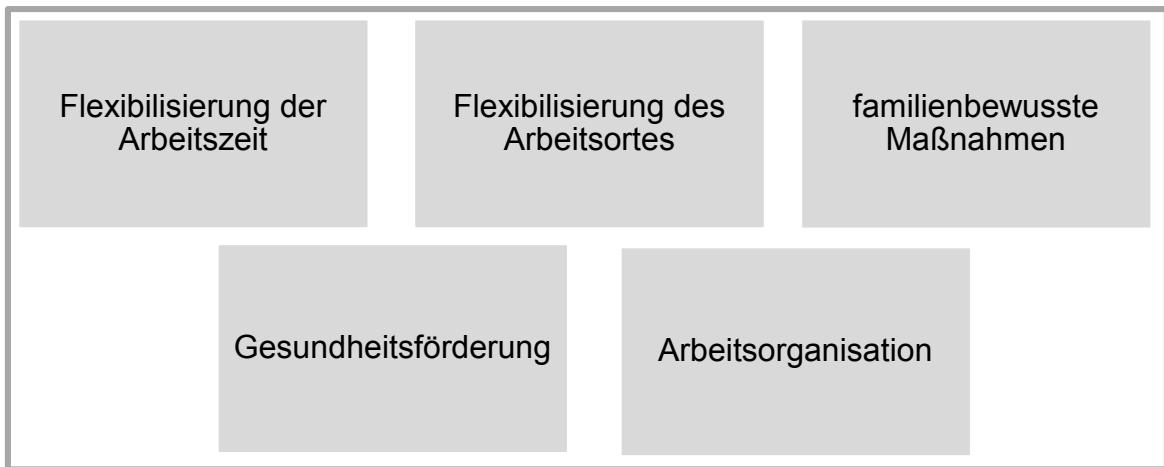 Flexibilisierung der
Arbeitszeit
Flexibilisierung des
Arbeitsortes
familienbewusste
Maßnahmen
Gesundheitsförderung
Arbeitsorganisation